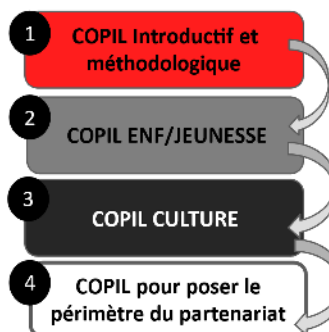 1
COPIL Introductif et
méthodologique
2
COPIL ENF/JEUNESSE
3
COPIL CULTURE
4
COPIL pour poser le
périmètre du partenariat